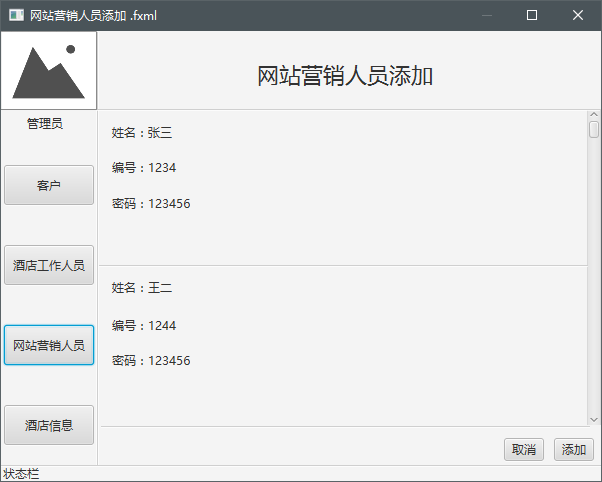 网站营销人员添加 .fxml
网站营销人员添加
管理员
客户
酒店工作人员
网站营销人员
酒店信息
姓名：张三
编号：1234
密码：123456
姓名：王二
编号：1244
密码：123456
取消
添加
状态栏